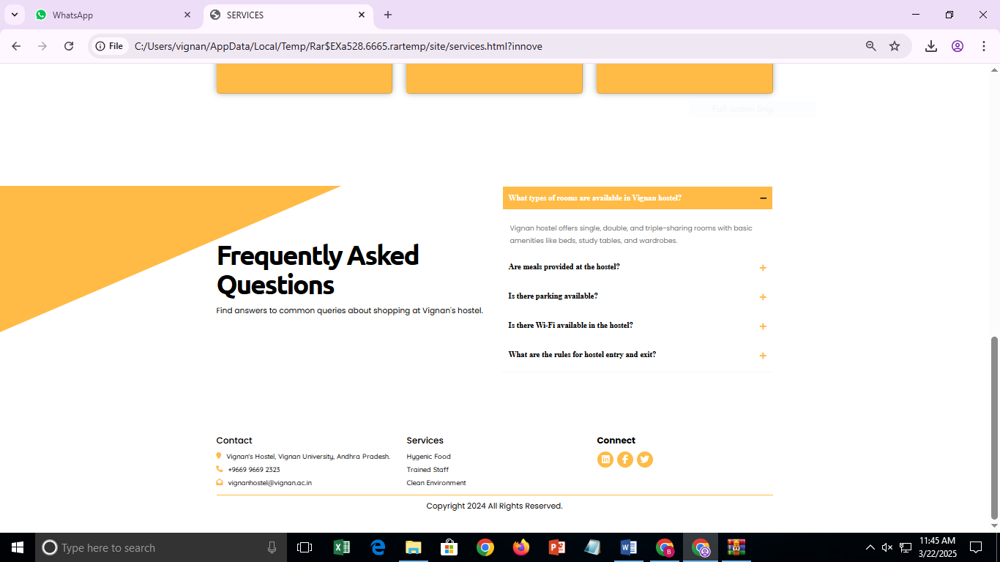 WhatsApp
SERVICES
File
C:/Users/vignan/AppData/Local/Temp/Rar$EXa528.6665.rartemp/site/services.html?innove
Full-screen Snip
Frequently Asked
Questions
Find answers to common queries about shopping at Vignan's hostel.
What types of rooms are available in Vignan hostel?
Vignan hostel offers single, double, and triple-sharing rooms with basic
amenities like beds, study tables, and wardrobes.
Are meals provided at the hostel?
Is there parking available?
Is there Wi-Fi available in the hostel?
What are the rules for hostel entry and exit?
Contact
Vignan's Hostel, Vignan University, Andhra Pradesh.
+9669 9669 2323
vignanhostel@vignan.ac.in
Services
Hygenic Food
Trained Staff
Clean Environment
Connect
Copyright 2024 All Rights Reserved.
Type here to search
11:45 AM
3/22/2025